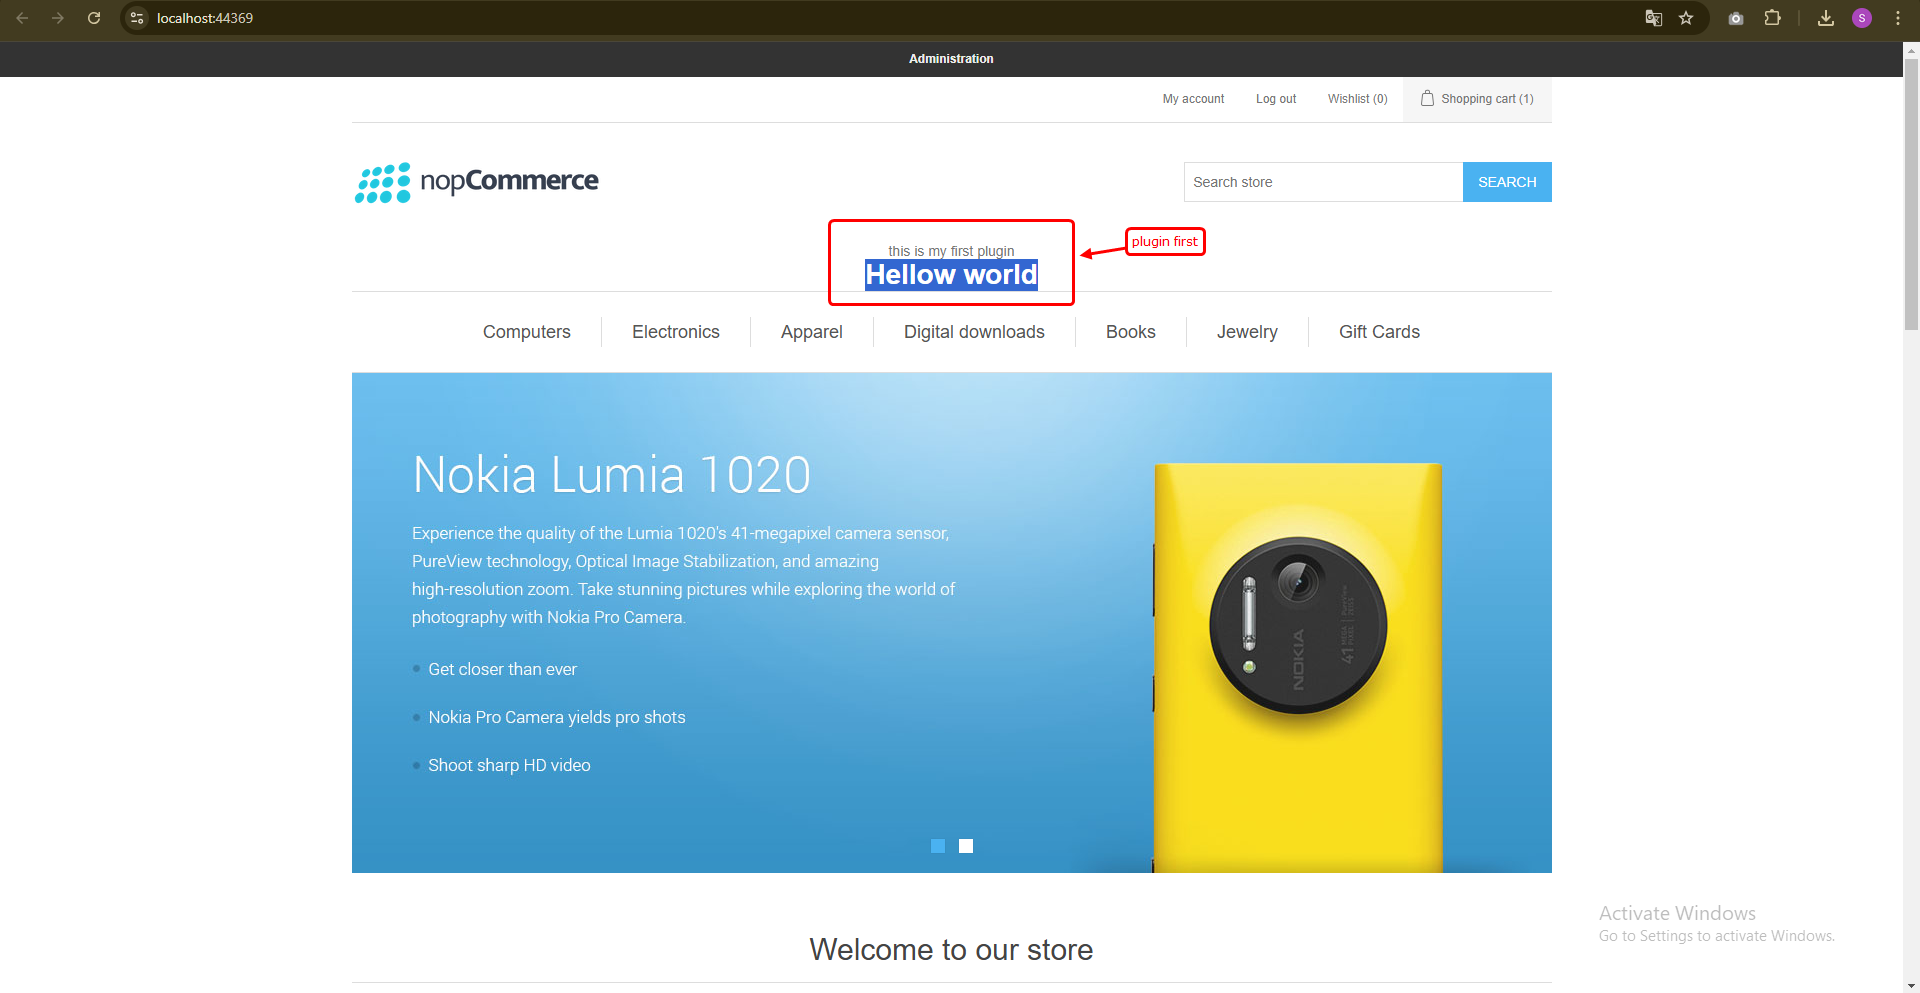 localhost:44369
S
Administration
My account
Log out
Wishlist (0)
Shopping cart (1)
nopCommerce
Search store
SEARCH
this is my first plugin
Hellow world
plugin first
Computers
Electronics
Apparel
Digital downloads
Books
Jewelry
Gift Cards
Nokia Lumia 1020
Experience the quality of the Lumia 1020's 41-megapixel camera sensor,
PureView technology, Optical Image Stabilization, and amazing
high-resolution zoom. Take stunning pictures while exploring the world of
photography with Nokia Pro Camera.
Get closer than ever
Nokia Pro Camera yields pro shots
Shoot sharp HD video
NOKIA
41
Welcome to our store
Activate Windows
Go to Settings to activate Windows.